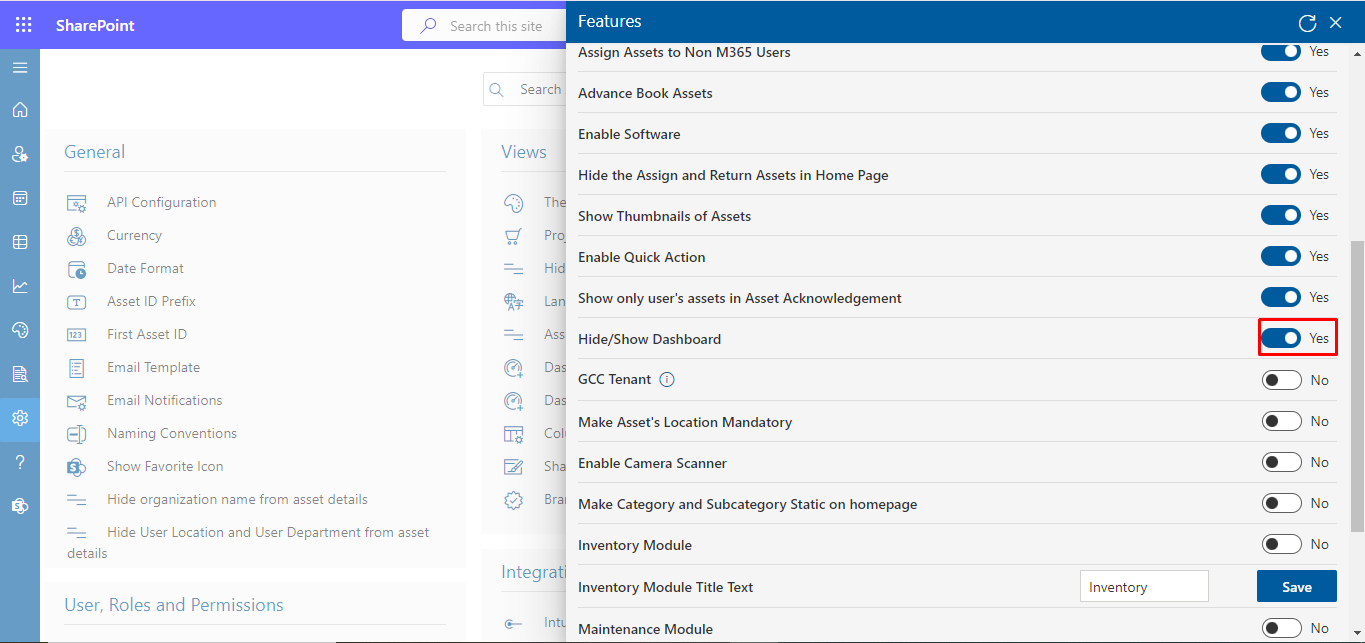 SharePoint
Search this site
Search
General
API Configuration
Currency
Date Format
Asset ID Prefix
First Asset ID
Email Template
Email Notifications
Naming Conventions
Show Favorite Icon
Hide organization name from asset details
Hide User Location and User Department from asset
details
User, Roles and Permissions
Views
The
Proj
Hid
Lan
Ass
Das
Das
Col
Sha
Bra
Integrati
Intu
Features
Assign Assets to Non M365 Users Yes
Advance Book Assets Yes
Enable Software Yes
Hide the Assign and Return Assets in Home Page Yes
Show Thumbnails of Assets Yes
Enable Quick Action Yes
Show only user's assets in Asset Acknowledgement Yes
Hide/Show Dashboard Yes
GCC Tenant No
Make Asset's Location Mandatory No
Enable Camera Scanner No
Make Category and Subcategory Static on homepage No
Inventory Module No
Inventory Module Title Text Inventory Save
Maintenance Module No